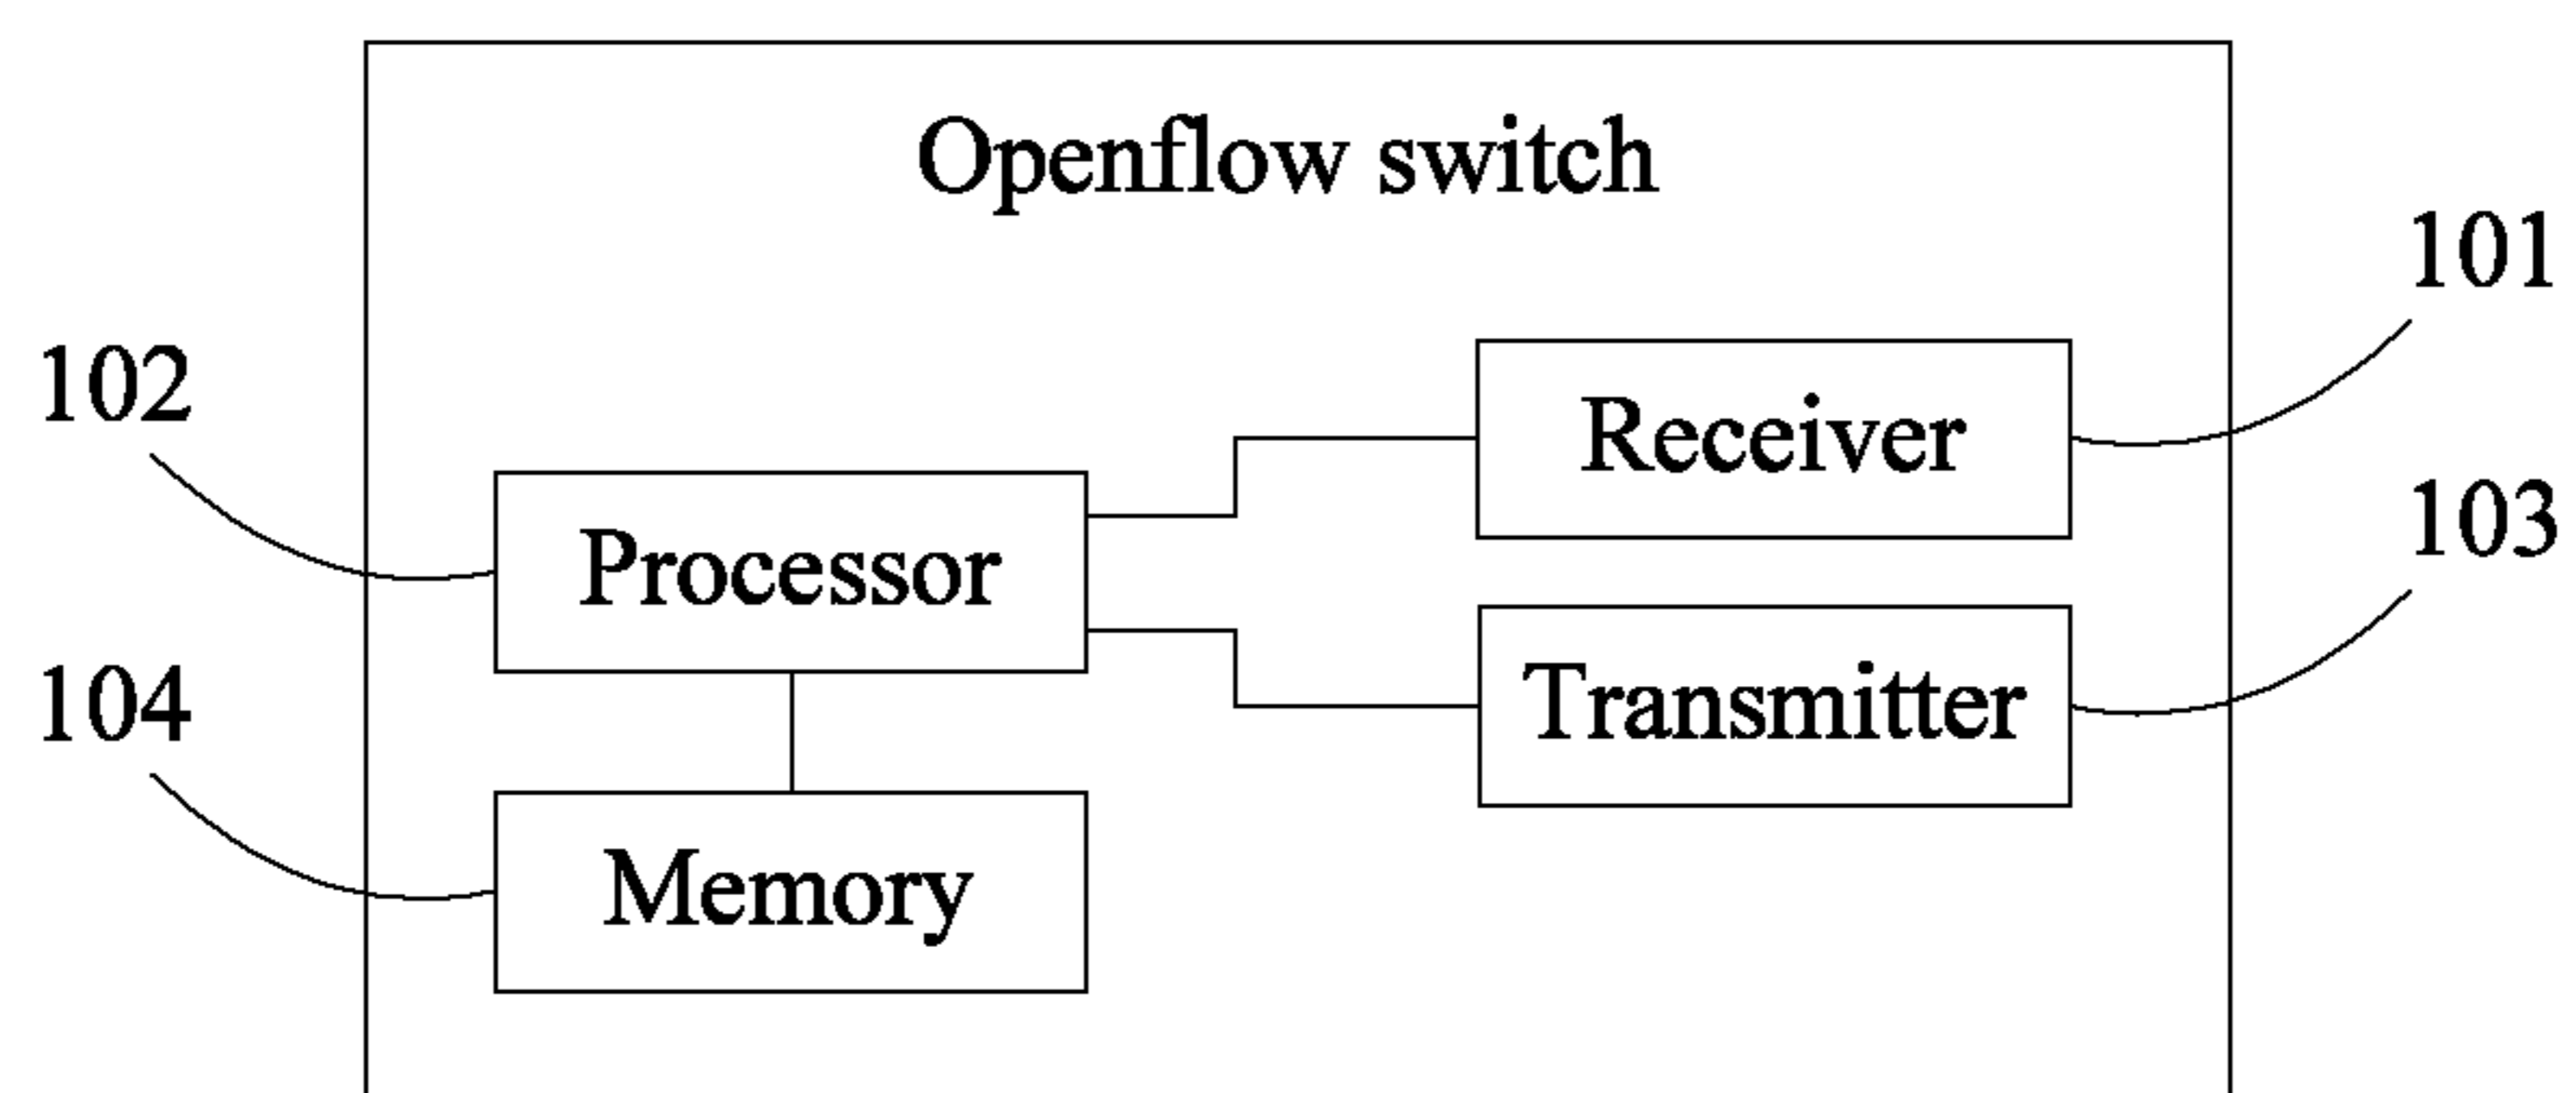 Openflow switch
101
102
Receiver
103
Processor
Transmitter
104
Memory